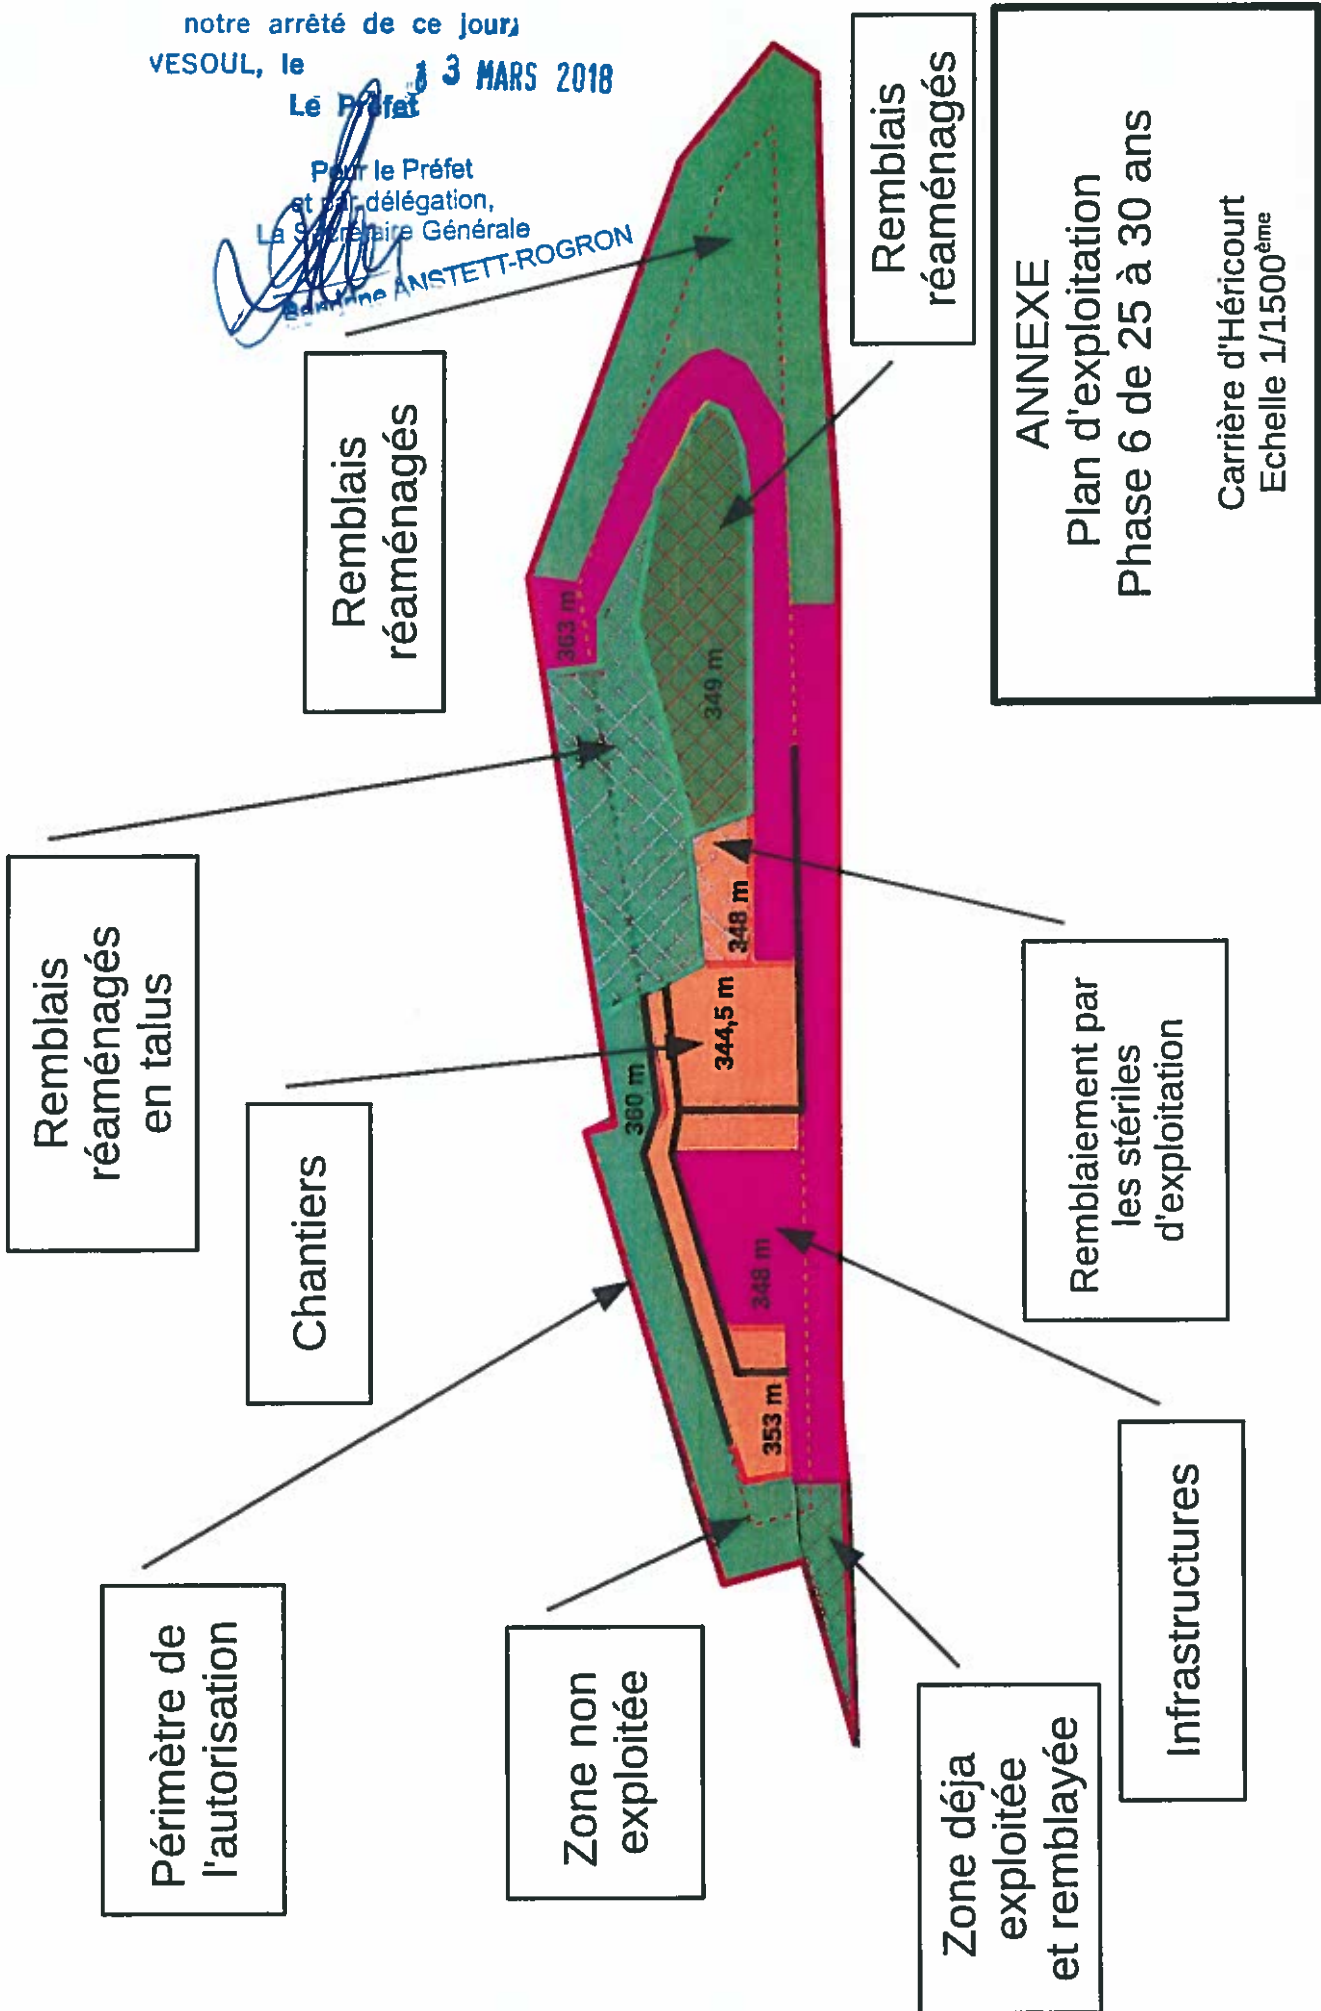 notre arrêté de ce jour,
VESOUL, le 13 MARS 2018
Le Préfet
Pour le Préfet
et par délégation,
La Secrétaire Générale
ANSTETT-ROGRON
Périmètre de
l'autorisation
Chantiers
Remblais
réaménagés
en talus
Remblais
réaménagés
Remblais
réaménagés
Zone non
exploitée
Zone déja
exploitée
et remblayée
Infrastructures
Remblaiement par
les stériles
d'exploitation
353 m
348 m
360 m
344,5 m
348 m
349 m
363 m
ANNEXE
Plan d'exploitation
Phase 6 de 25 à 30 ans
Carrière d'Héricourt
Echelle 1/1500ème